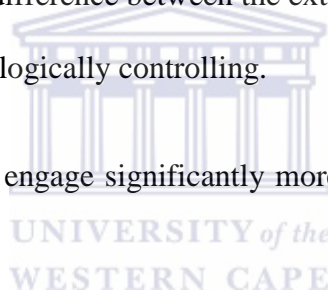 difference between the ext
logically controlling.
engage significantly more
UNIVERSITY of the
WESTERN CAPE